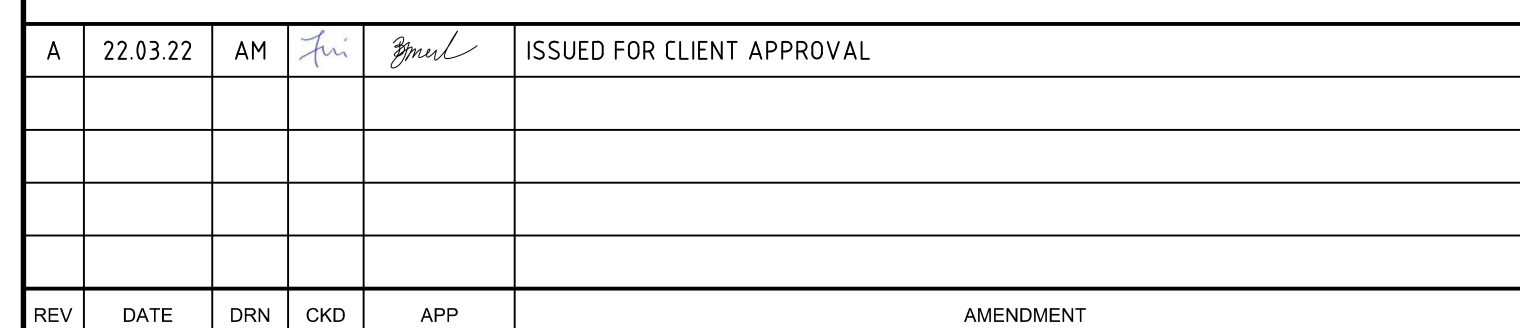 A 22.03.22 AM ISSUED FOR CLIENT APPROVAL
REV DATE DRN CKD APP AMENDMENT